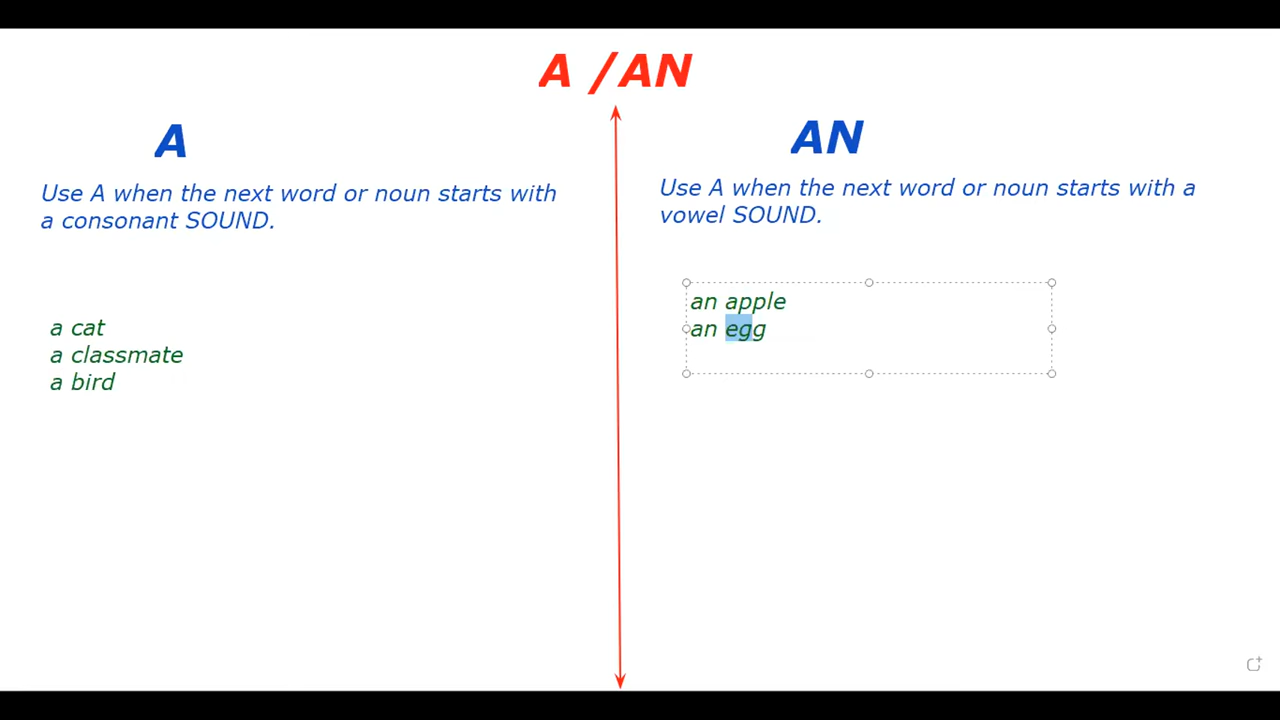 A /AN
A
Use A when the next word or noun starts with
a consonant SOUND.
a cat
a classmate
a bird
AN
Use A when the next word or noun starts with a
vowel SOUND.
an apple
an egg